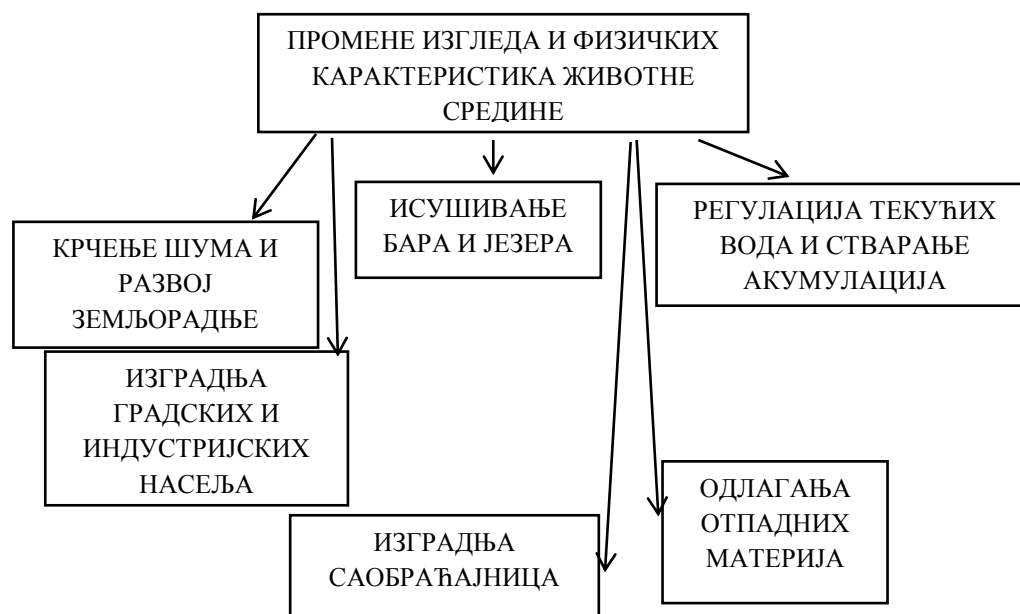 ПРОМЕНЕ ИЗГЛЕДА И ФИЗИЧКИХ
КАРАКТЕРИСТИКА ЖИВОТНЕ
СРЕДИНЕ
КРЧЕЊЕ ШУМА И
РАЗВОЈ
ЗЕМЉОРАДЊЕ
ИСУШИВАЊЕ
БАРА И ЈЕЗЕРА
РЕГУЛАЦИЈА ТЕКУЋИХ
ВОДА И СТВАРАЊЕ
АКУМУЛАЦИЈА
ИЗГРАДЊА
ГРАДСКИХ И
ИНДУСТРИЈСКИХ
НАСЕЉА
ИЗГРАДЊА
САОБРАЋАЈНИЦА
ОДЛАГАЊА
ОТПАДНИХ
МАТЕРИЈА